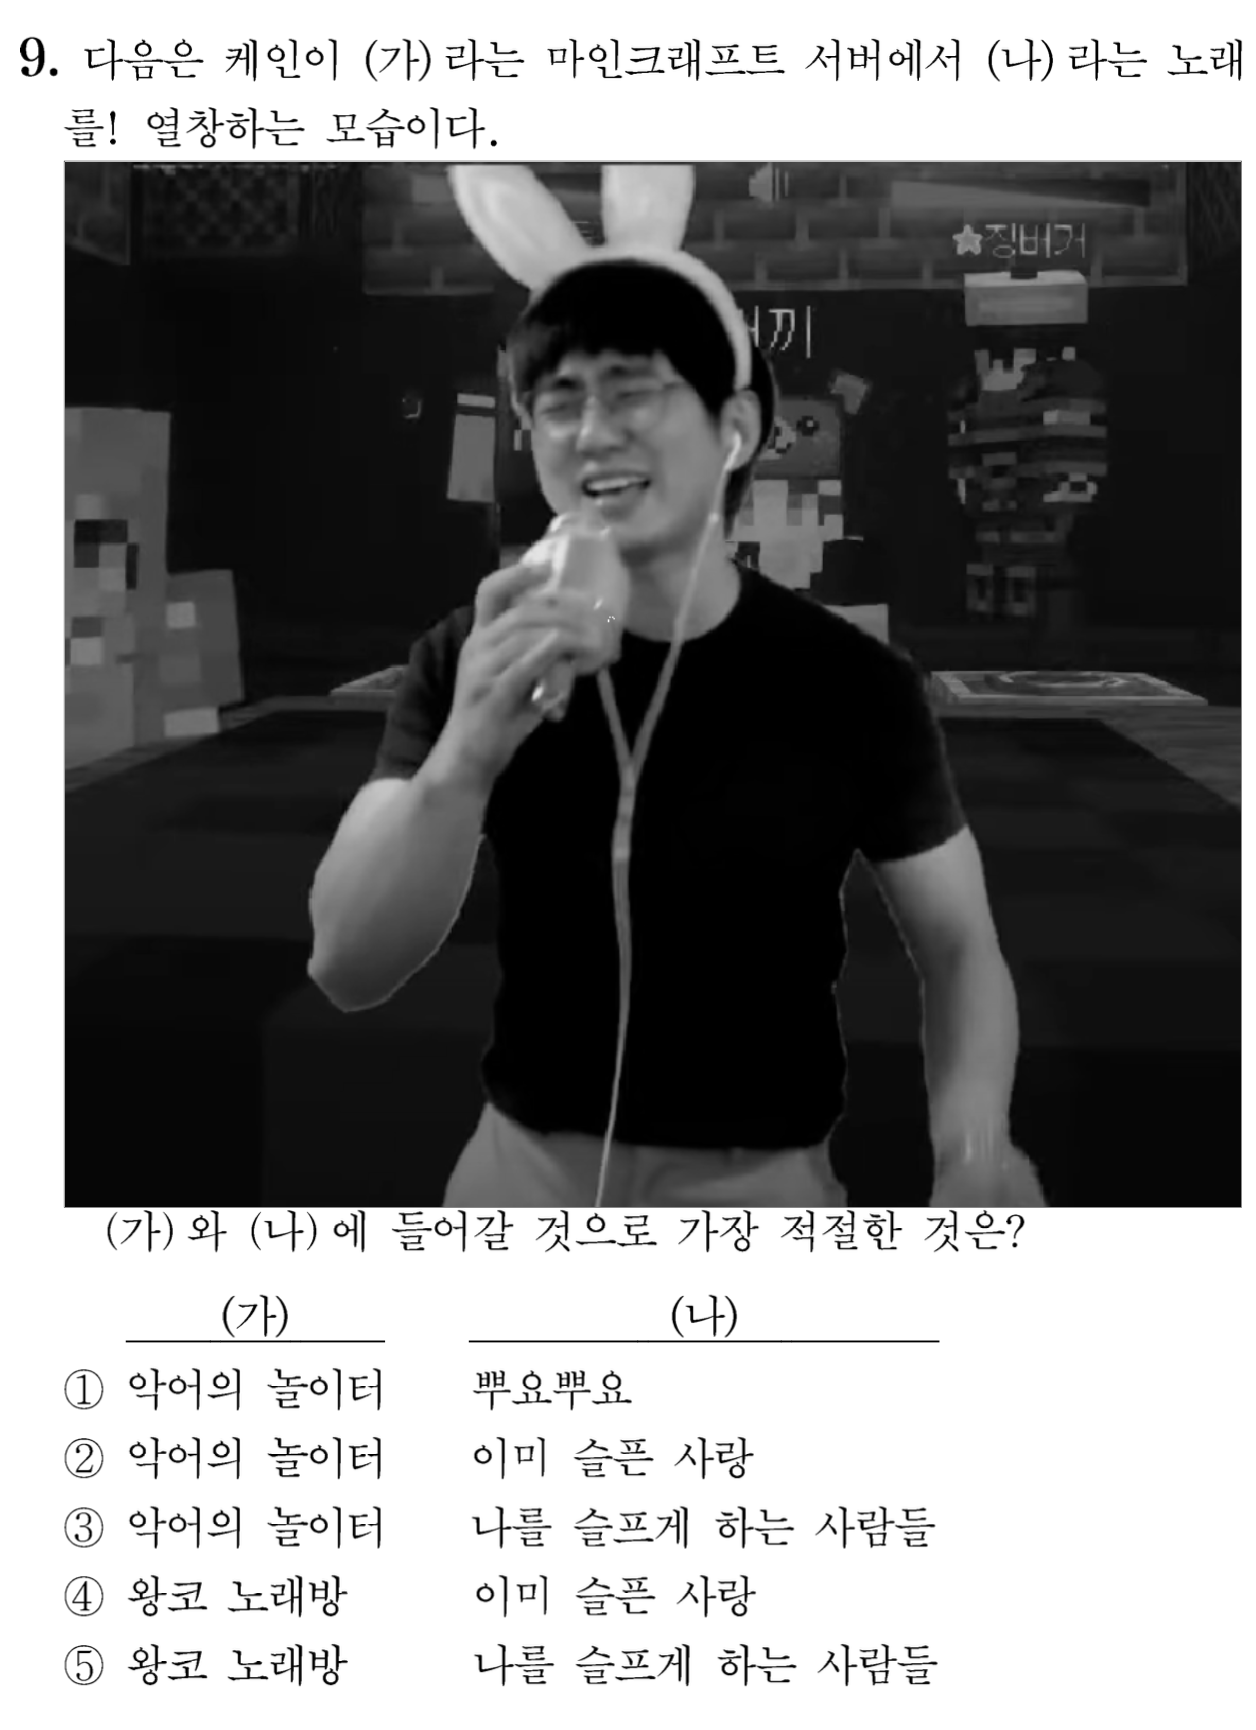 9. 다음은 케인이 (가)라는 마인크래프트 서버에서 (나)라는 노래
를! 열창하는 모습이다.
★징버거
끼
(가)와 (나)에 들어갈 것으로 가장 적절한 것은?
(가) (나)
① 악어의 놀이터 뿌요뿌요
② 악어의 놀이터 이미 슬픈 사랑
③ 악어의 놀이터 나를 슬프게 하는 사람들
④ 왕코 노래방 이미 슬픈 사랑
⑤ 왕코 노래방 나를 슬프게 하는 사람들